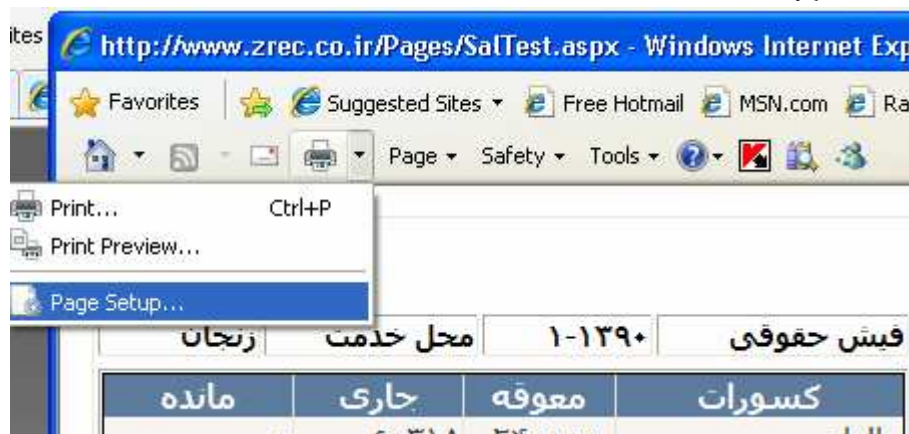 ites
http://www.zrec.co.ir/Pages/SalTest.aspx - Windows Internet Exp
Favorites Suggested Sites Free Hotmail MSN.com Ra
Page Safety Tools
Print... Ctrl+P
Print Preview...
Page Setup...
فیش حقوقی ۱-۱۳۹۰ محل خدمت زنجان
کسورات معوقه جاری مانده